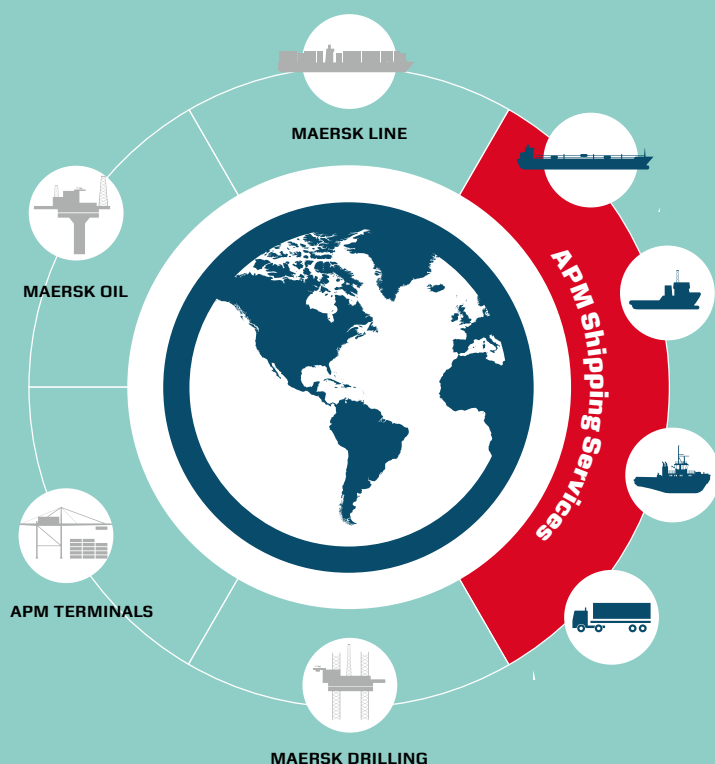 MAERSK LINE
APM Shipping Services
MAERSK OIL
APM TERMINALS
MAERSK DRILLING